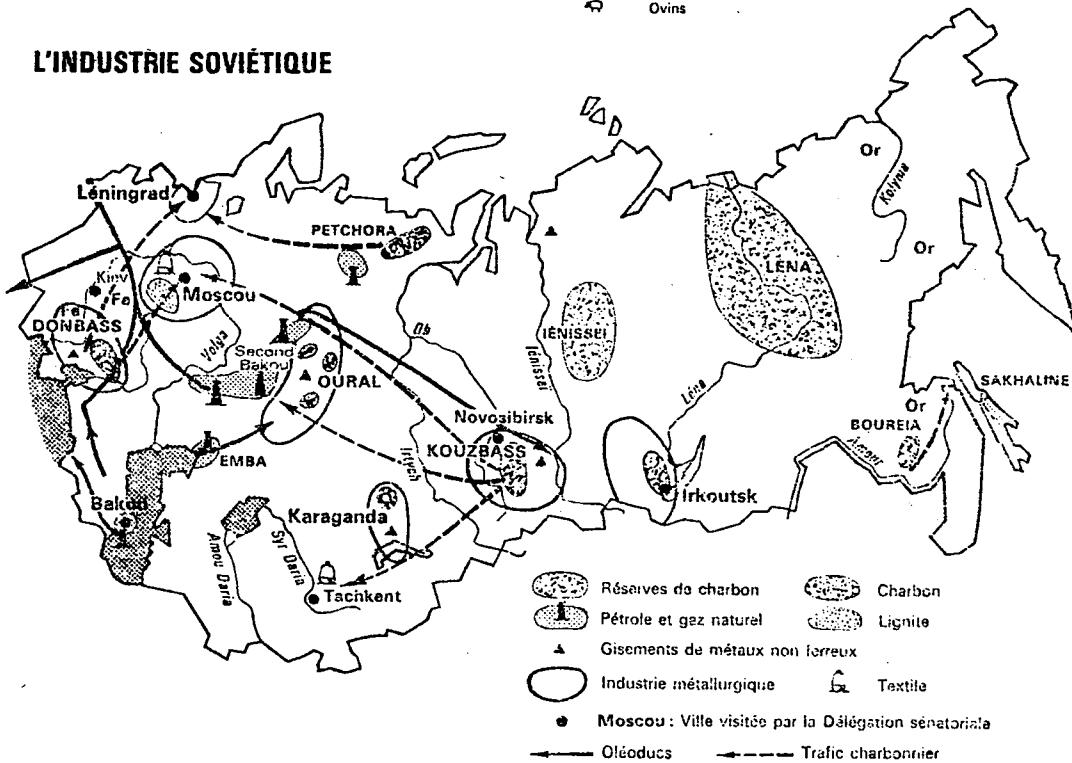 Ovins
L'INDUSTRIE SOVIÉTIQUE
Or
Kolyma
Léningrad
PETCHORA
Or
LÉNA
Kiev
Moscou
Fe
Fe
DONBASS
Ob
IÉNISSEI
Volga
Iénisseï
Second
Bakou
OURAL
SAKHALINE
Léna
Novosibirsk
Or
BOUREIA
KOUZBASS
Amour
EMBA
Irtych
Irkoutsk
Bakou
Karaganda
Amou Daria
Syr Daria
Tachkent
Réserves de charbon
Charbon
Pétrole et gaz naturel
Lignite
Gisements de métaux non ferreux
Industrie métallurgique
Textile
Moscou : Ville visitée par la Délégation sénatoriale
Oléoducs
Trafic charbonnier